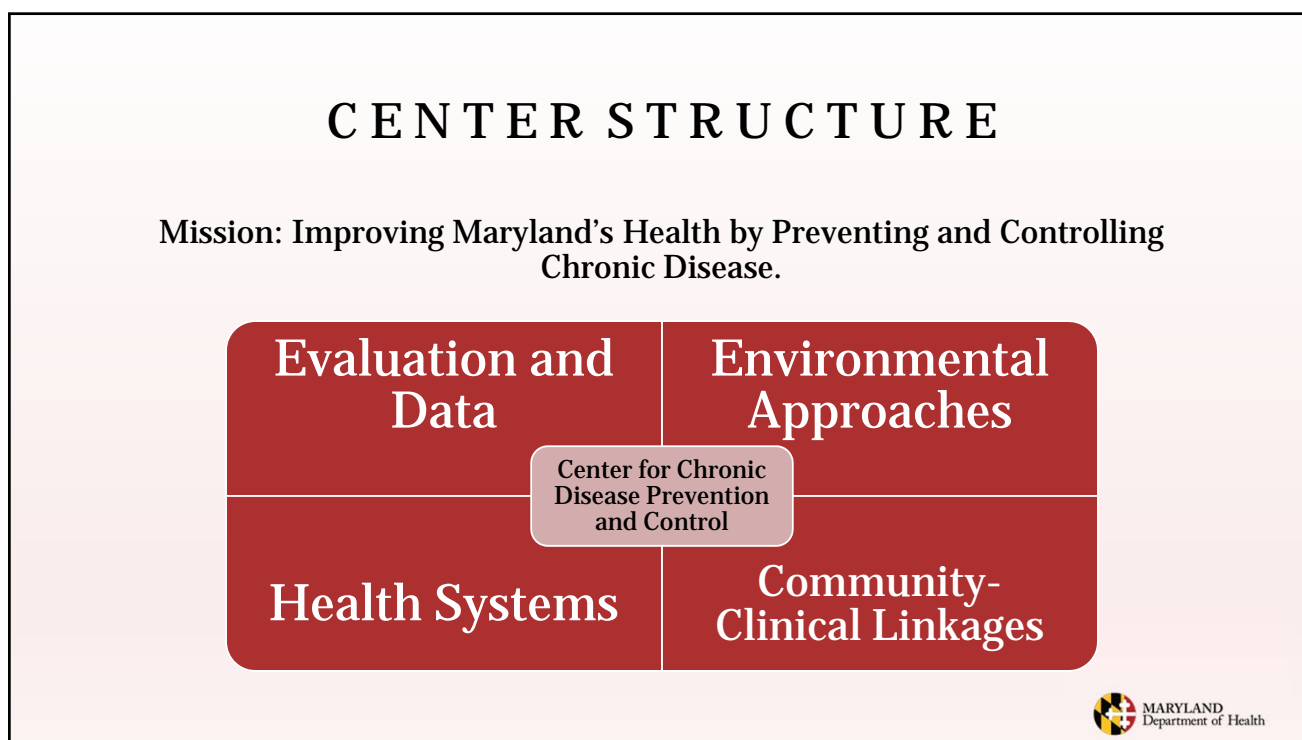 CENTER STRUCTURE
Mission: Improving Maryland's Health by Preventing and Controlling
Chronic Disease.
Evaluation and
Data
Environmental
Approaches
Center for Chronic
Disease Prevention
and Control
Health Systems
Community-
Clinical Linkages
MARYLAND
Department of Health